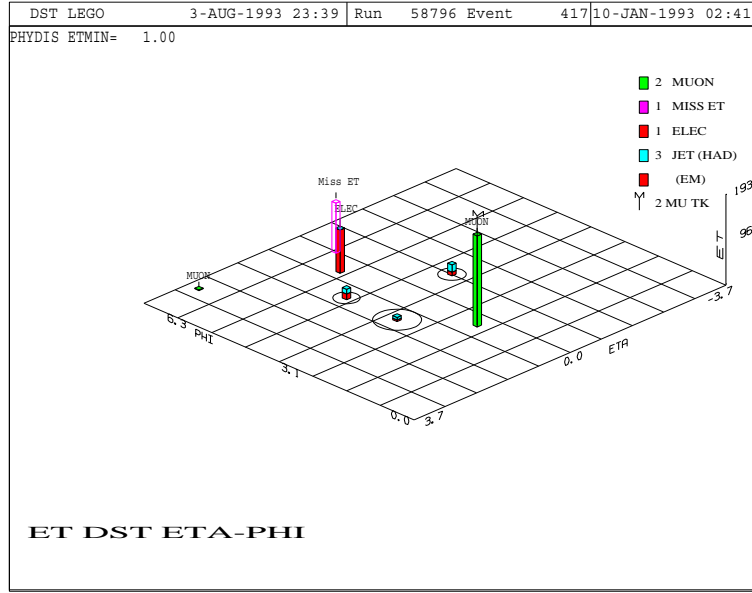 DST LEGO 3-AUG-1993 23:39 Run 58796 Event 417 10-JAN-1993 02:41
PHYDIS ETMIN= 1.00
2 MUON
1 MISS ET
1 ELEC
3 JET (HAD)
(EM)
2 MU TK
Miss ET
ELEC
MUON
MUON
193
96
ET
-3.7
0.0
ETA
3.7
6.3
PHI
3.1
0.0
ET DST ETA-PHI